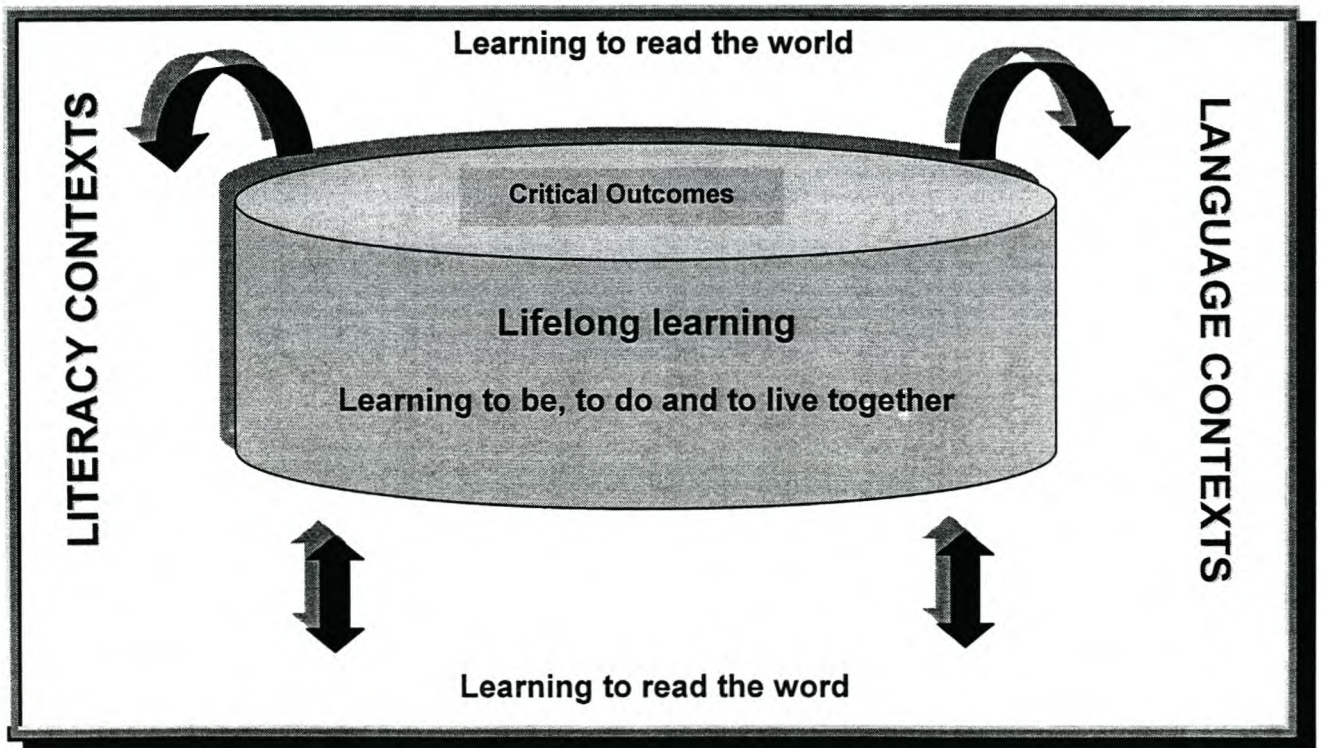 Learning to read the world
LITERACY CONTEXTS
LANGUAGE CONTEXTS
Critical Outcomes
Lifelong learning
Learning to be, to do and to live together
Learning to read the word